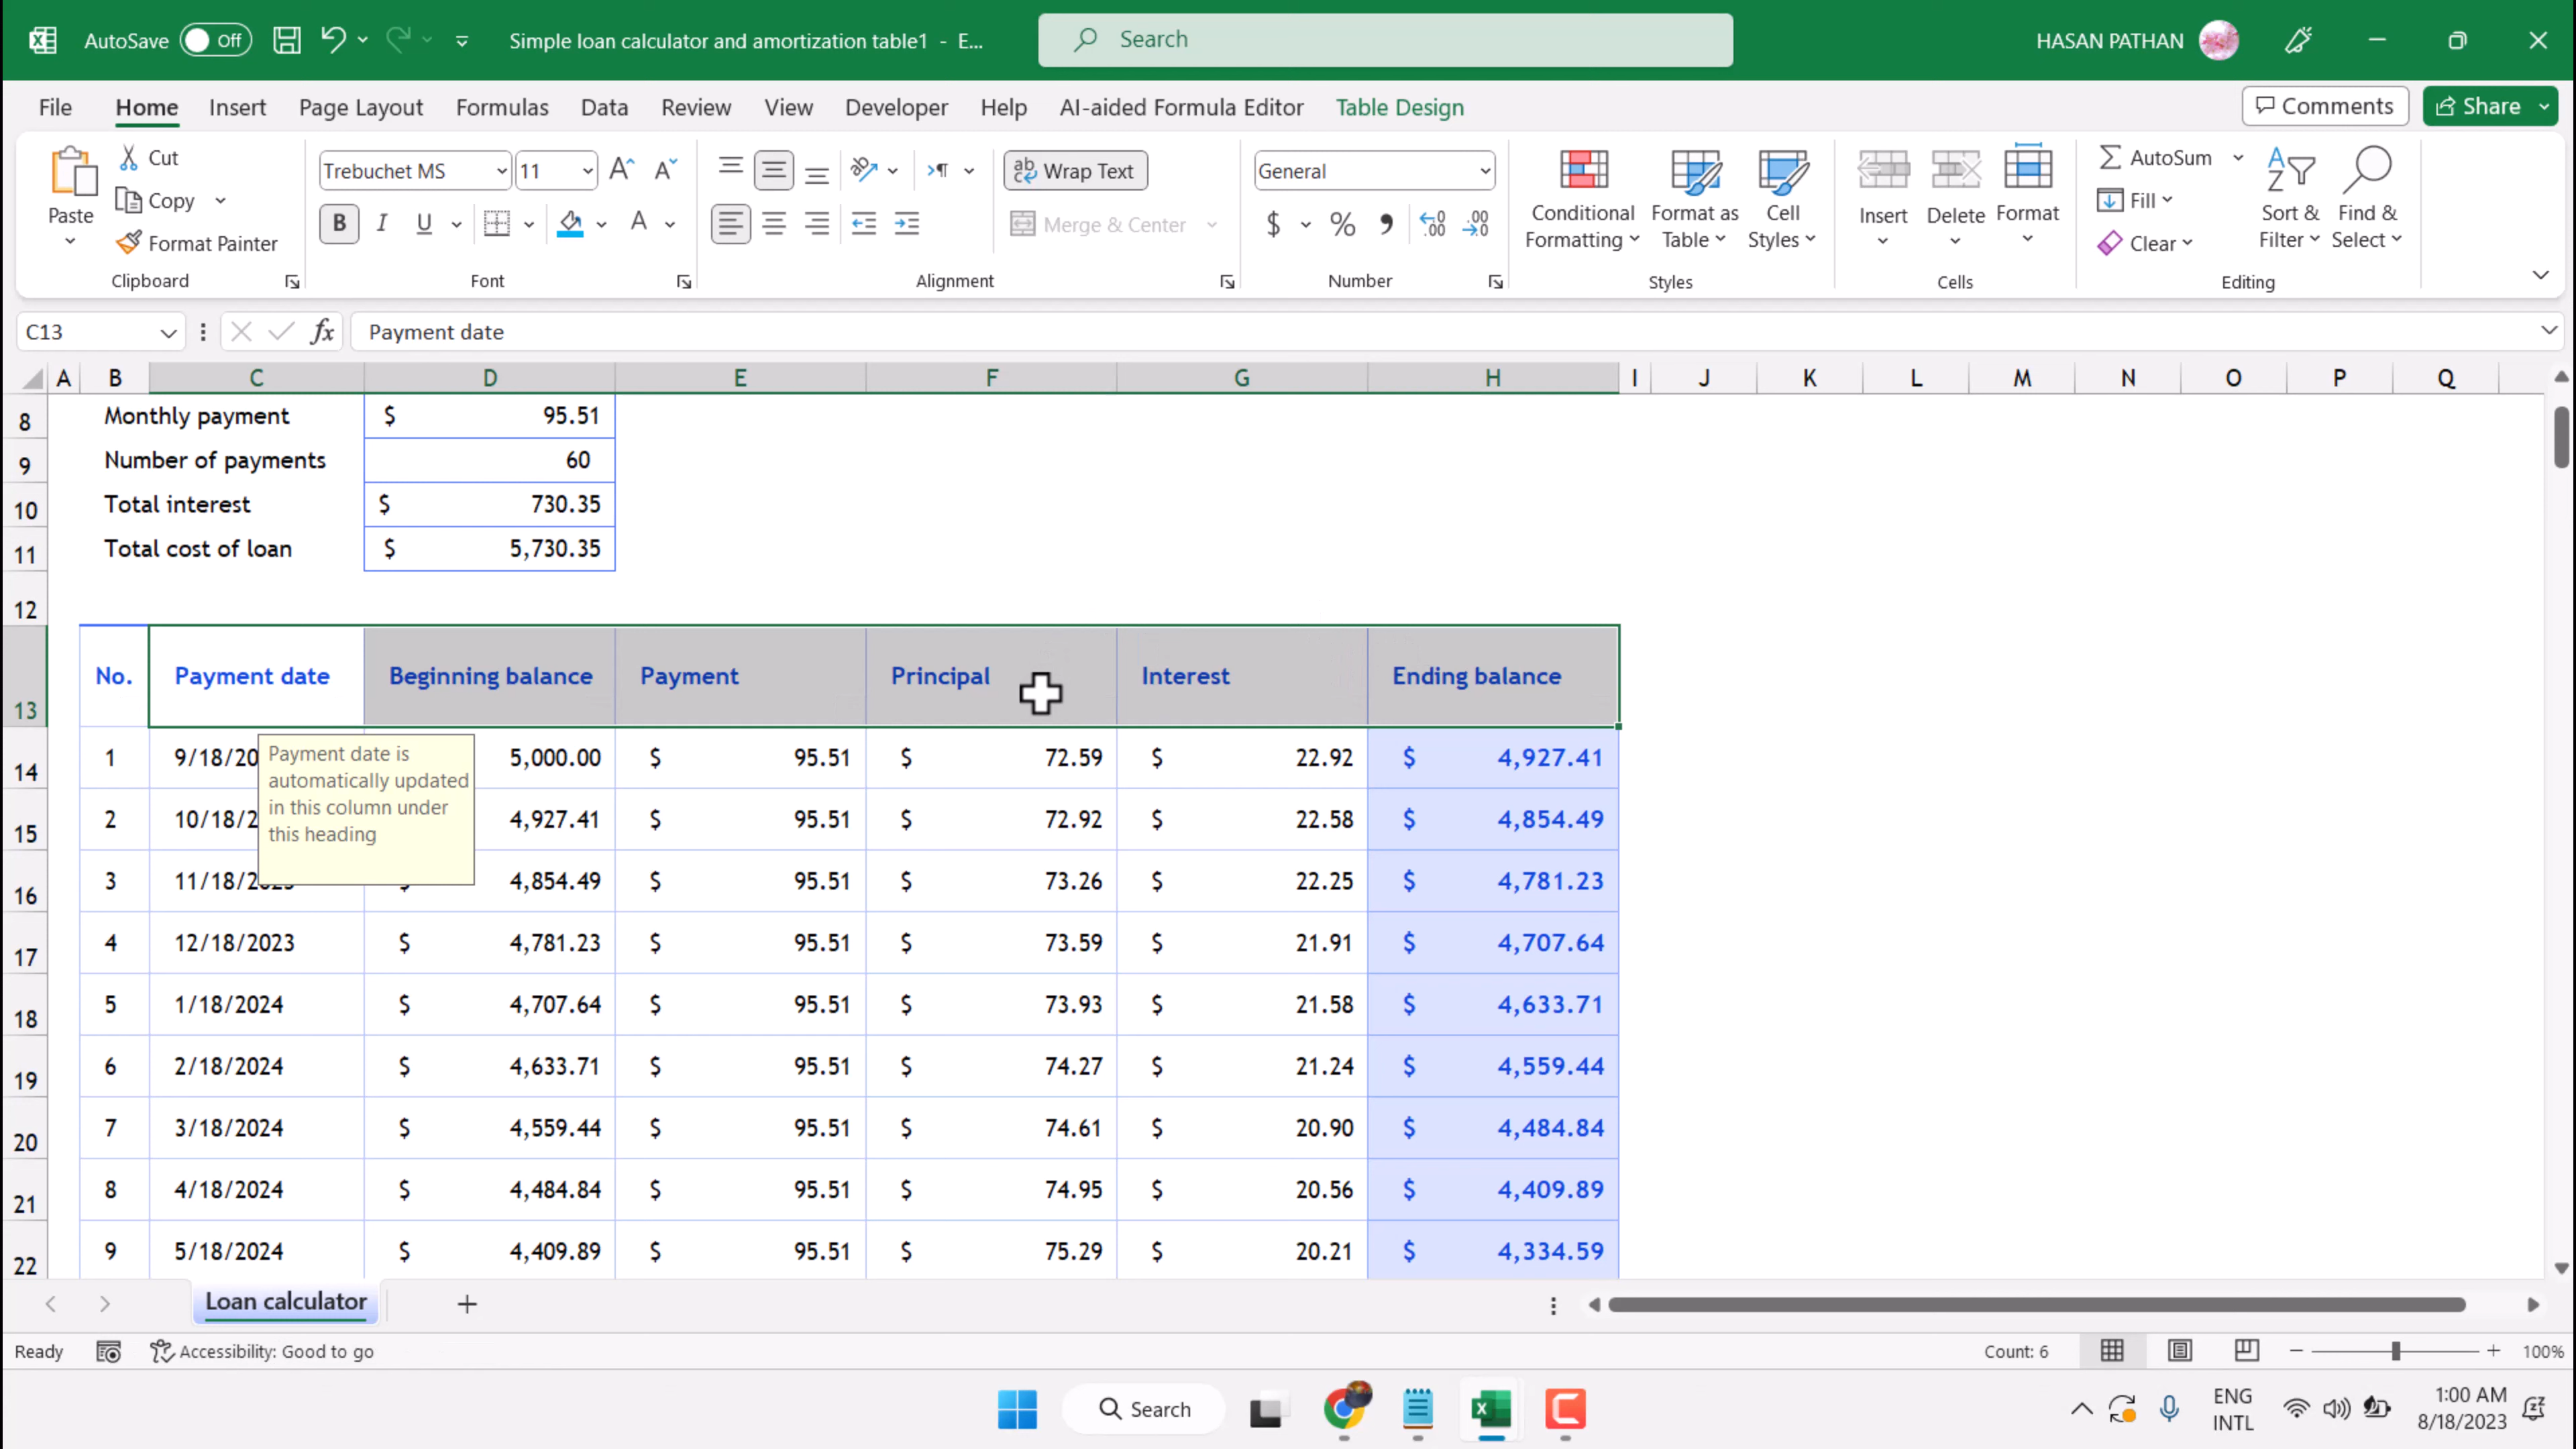 AutoSave Off Simple loan calculator and amortization table1 - E... Search HASAN PATHAN
File Home Insert Page Layout Formulas Data Review View Developer Help AI-aided Formula Editor Table Design Comments Share
Paste Cut Copy Format Painter Clipboard
Trebuchet MS 11 B I U A Font
Wrap Text Merge & Center Alignment
General $ % , Number
Conditional Formatting Format as Table Cell Styles Styles
Insert Delete Format Cells
AutoSum Fill Clear Sort & Filter Find & Select Editing
C13 fx Payment date
A B C D E F G H I J K L M N O P Q
8 Monthly payment $ 95.51
9 Number of payments 60
10 Total interest $ 730.35
11 Total cost of loan $ 5,730.35
12
13 No. Payment date Beginning balance Payment Principal Interest Ending balance
14 1 9/18/20 5,000.00 $ 95.51 $ 72.59 $ 22.92 $ 4,927.41
Payment date is
automatically updated
in this column under
this heading
15 2 10/18/2 4,927.41 $ 95.51 $ 72.92 $ 22.58 $ 4,854.49
16 3 11/18/2023 $ 4,854.49 $ 95.51 $ 73.26 $ 22.25 $ 4,781.23
17 4 12/18/2023 $ 4,781.23 $ 95.51 $ 73.59 $ 21.91 $ 4,707.64
18 5 1/18/2024 $ 4,707.64 $ 95.51 $ 73.93 $ 21.58 $ 4,633.71
19 6 2/18/2024 $ 4,633.71 $ 95.51 $ 74.27 $ 21.24 $ 4,559.44
20 7 3/18/2024 $ 4,559.44 $ 95.51 $ 74.61 $ 20.90 $ 4,484.84
21 8 4/18/2024 $ 4,484.84 $ 95.51 $ 74.95 $ 20.56 $ 4,409.89
22 9 5/18/2024 $ 4,409.89 $ 95.51 $ 75.29 $ 20.21 $ 4,334.59
Loan calculator
Ready Accessibility: Good to go Count: 6 100%
Search ENG 1:00 AM
INTL 8/18/2023